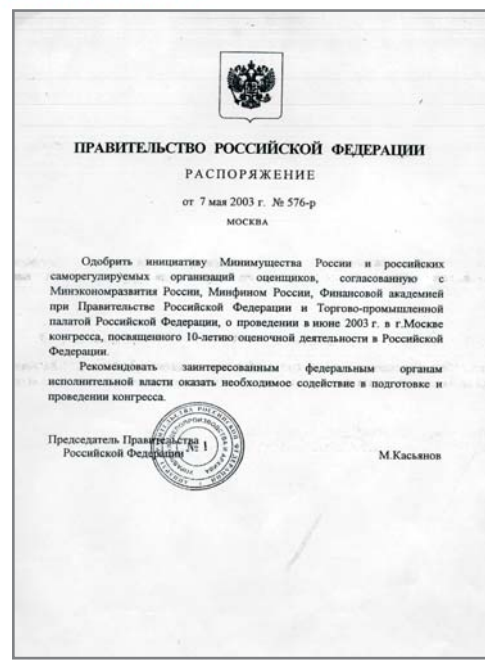 ПРАВИТЕЛЬСТВО РОССИЙСКОЙ ФЕДЕРАЦИИ
РАСПОРЯЖЕНИЕ
от 7 мая 2003 г. № 576-р
МОСКВА
Одобрить инициативу Минимущества России и российских
саморегулируемых организаций оценщиков, согласованную с
Минэкономразвития России, Минфином России, Финансовой академией
при Правительстве Российской Федерации и Торгово-промышленной
палатой Российской Федерации, о проведении в июне 2003 г. в г.Москве
конгресса, посвященного 10-летию оценочной деятельности в Российской
Федерации.
Рекомендовать заинтересованным федеральным органам
исполнительной власти оказать необходимое содействие в подготовке и
проведении конгресса.
Председатель Правительства
Российской Федерации
М.Касьянов
№ 1